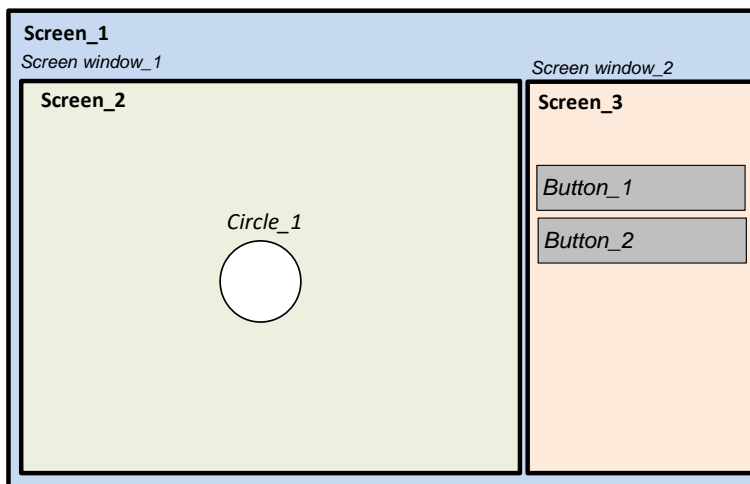 Screen_1
Screen window_1
Screen window_2
Screen_2
Screen_3
Button_1
Circle_1
Button_2